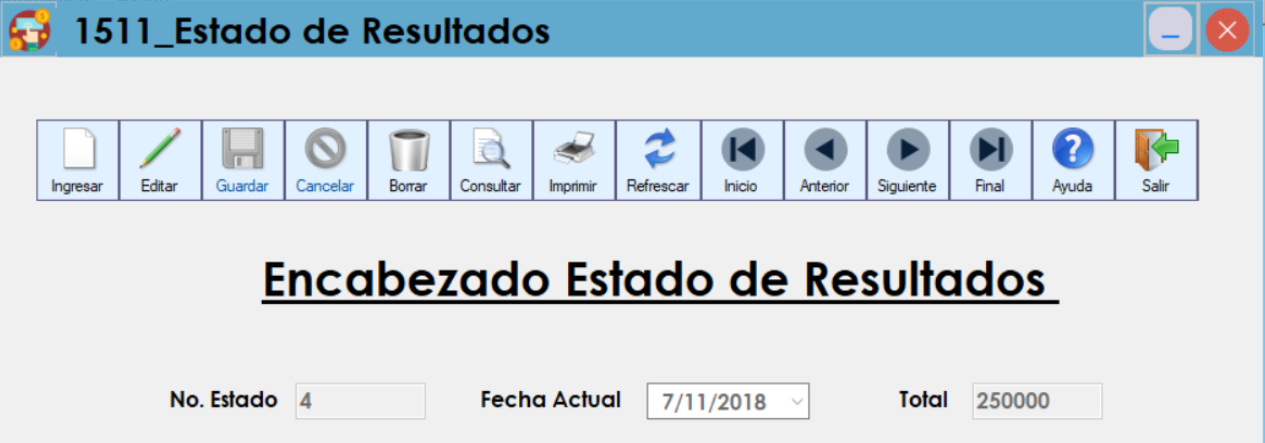 1511_Estado de Resultados
Ingresar Editar Guardar Cancelar Borrar Consultar Imprimir Refrescar Inicio Anterior Siguiente Final Ayuda Salir
Encabezado Estado de Resultados
No. Estado 4 Fecha Actual 7/11/2018 Total 250000